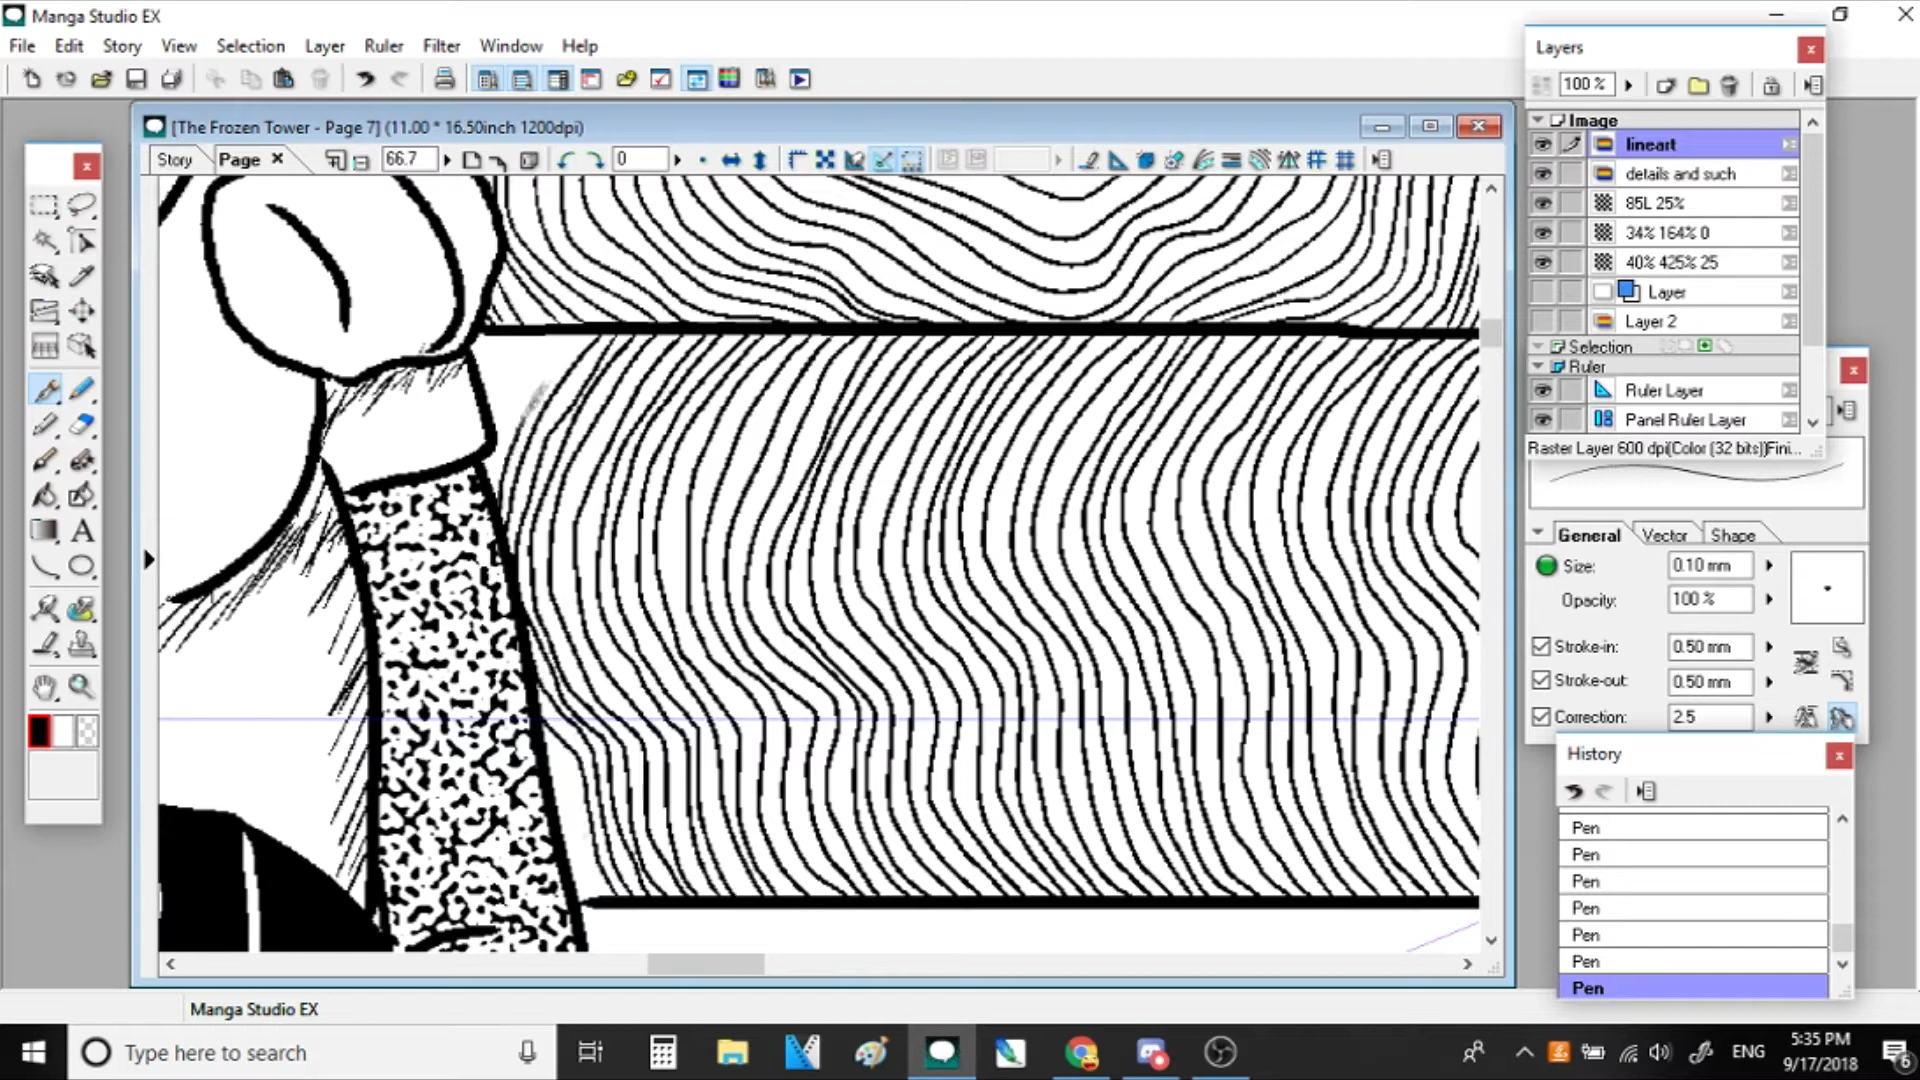 Manga Studio EX
File Edit Story View Selection Layer Ruler Filter Window Help
[The Frozen Tower - Page 7] (11.00 * 16.50inch 1200dpi)
Story Page 66.7 0
Layers
100 %
Image
lineart
details and such
85L 25%
34% 164% 0
40% 425% 25
Layer
Layer 2
Selection
Ruler
Ruler Layer
Panel Ruler Layer
Raster Layer 600 dpi(Color (32 bits))Fini...
General Vector Shape
Size: 0.10 mm
Opacity: 100 %
Stroke-in: 0.50 mm
Stroke-out: 0.50 mm
Correction: 2.5
History
Pen
Pen
Pen
Pen
Pen
Pen
Pen
A
Manga Studio EX
Type here to search
ENG
5:35 PM
9/17/2018
6